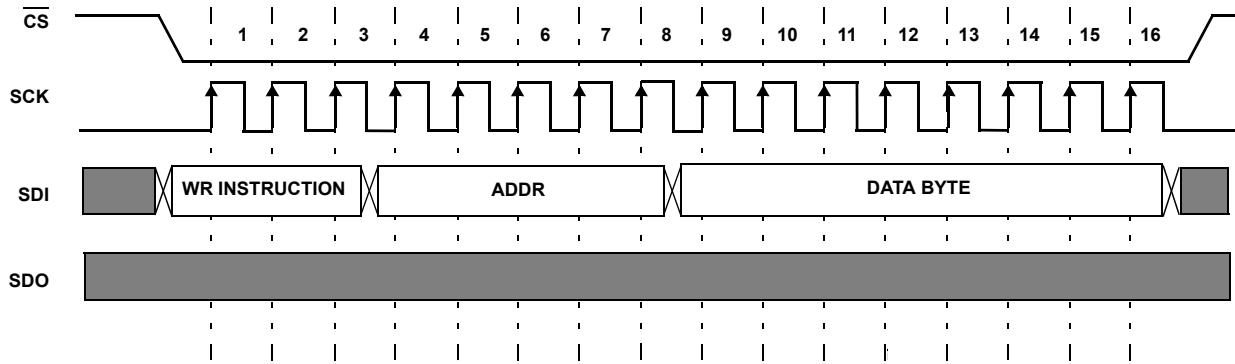 CS
1 2 3 4 5 6 7 8 9 10 11 12 13 14 15 16
SCK
SDI WR INSTRUCTION ADDR DATA BYTE
SDO